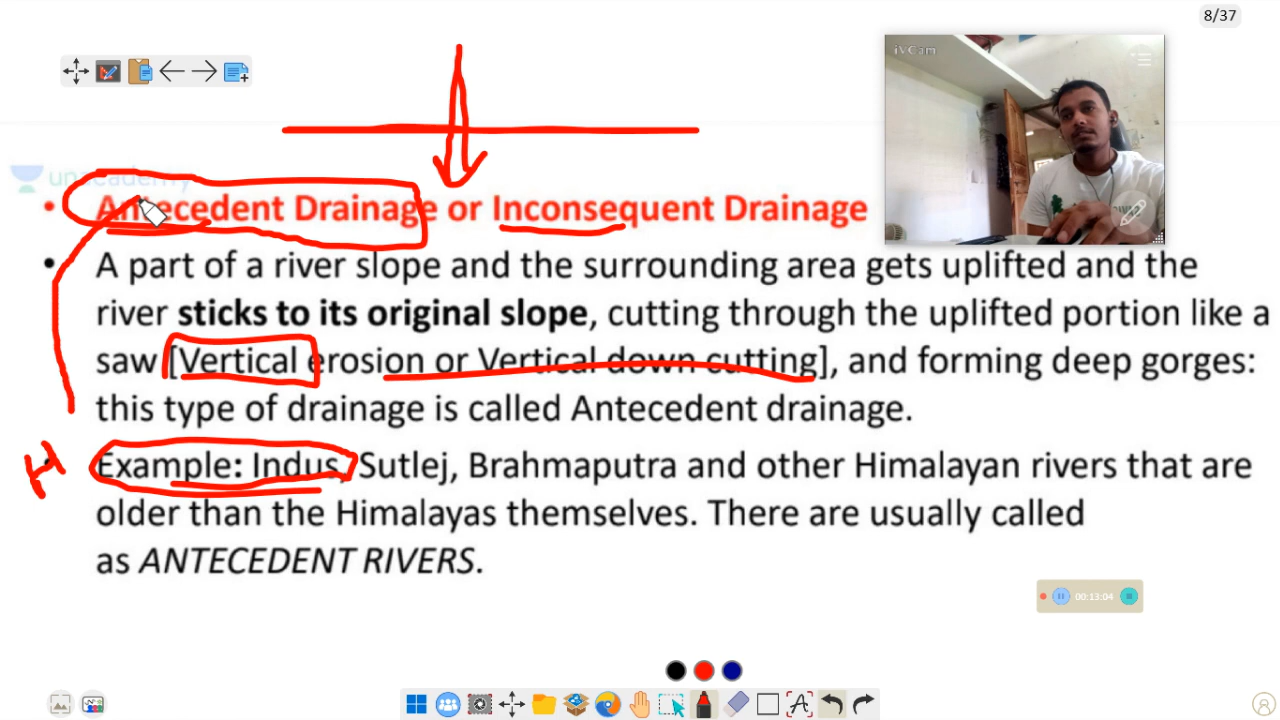 8/37
iVCam
unacademy
• Antecedent Drainage or Inconsequent Drainage
• A part of a river slope and the surrounding area gets uplifted and the
river sticks to its original slope, cutting through the uplifted portion like a
saw [Vertical erosion or Vertical down cutting], and forming deep gorges:
this type of drainage is called Antecedent drainage.
H
Example: Indus, Sutlej, Brahmaputra and other Himalayan rivers that are
older than the Himalayas themselves. There are usually called
as ANTECEDENT RIVERS.
00:13:04